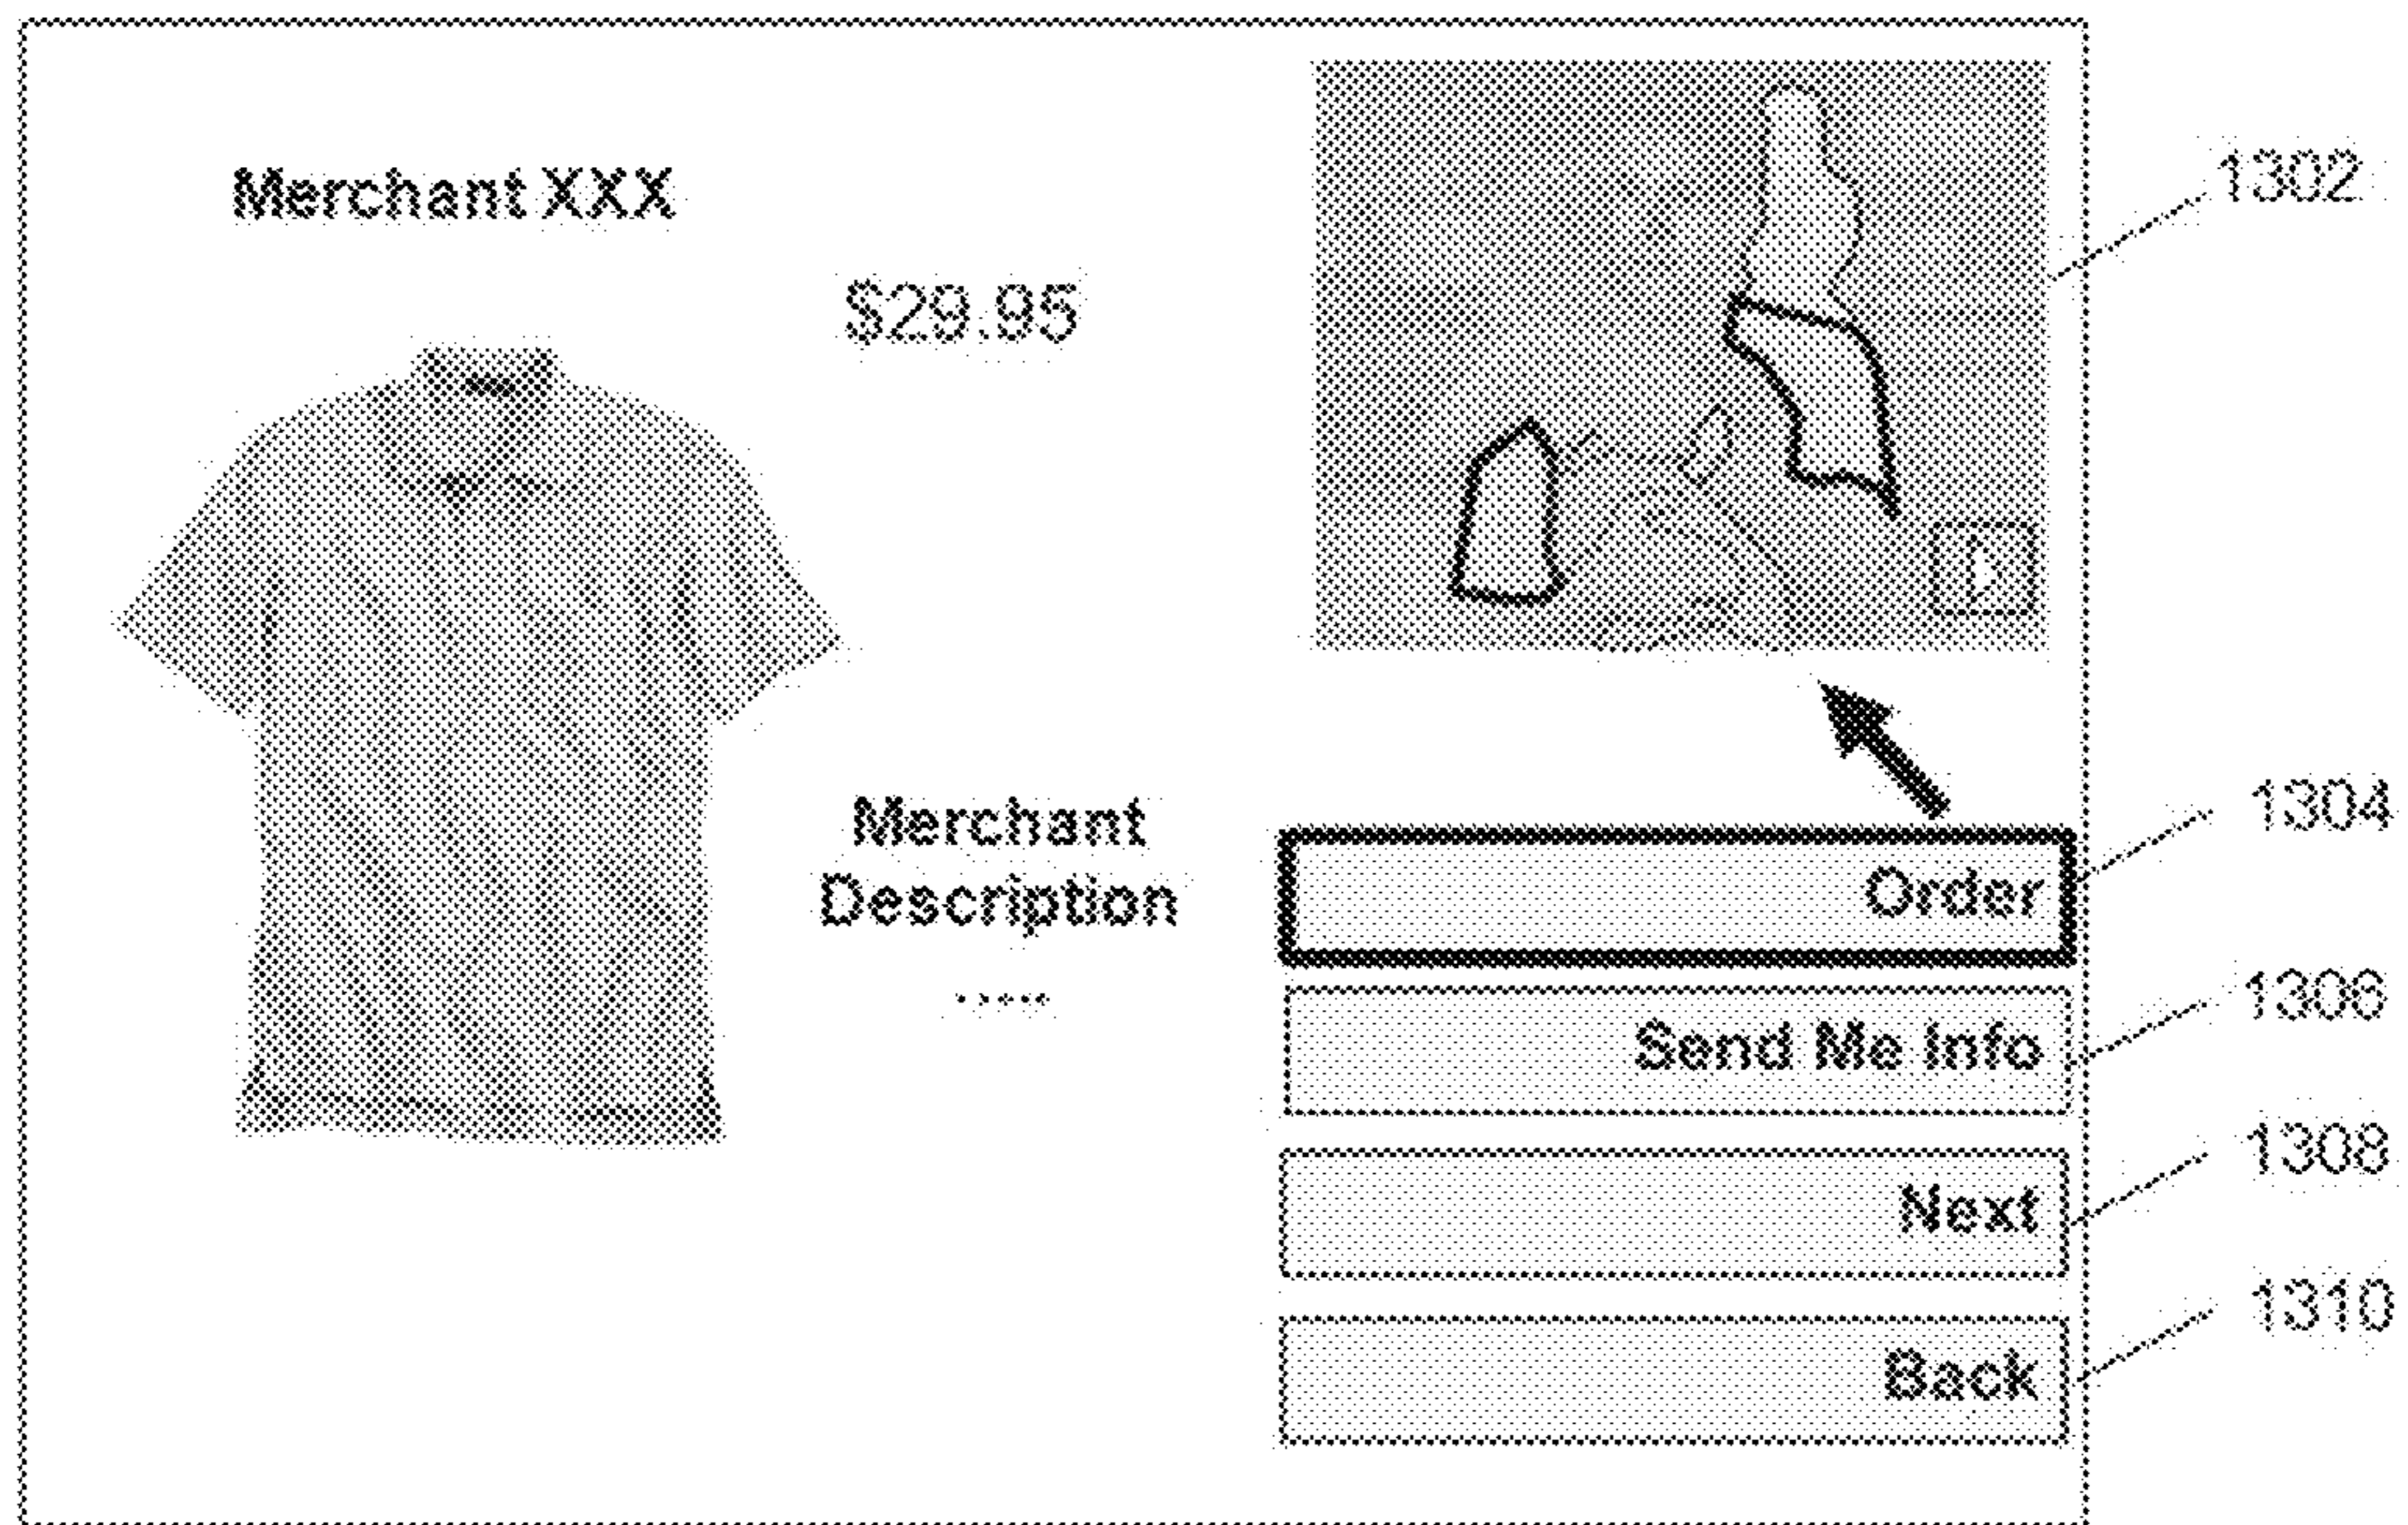 Merchant XXX
$29.95
1302
Merchant
Description
.....
Order
1304
Send Me Info
1306
Next
1308
Back
1310